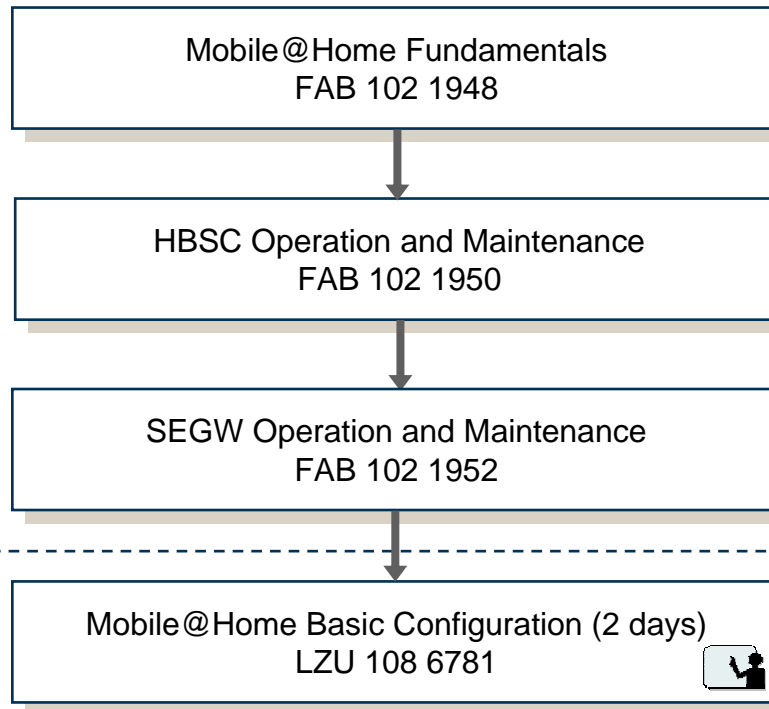 Mobile@Home Fundamentals
FAB 102 1948
HBSC Operation and Maintenance
FAB 102 1950
SEGW Operation and Maintenance
FAB 102 1952
Mobile@Home Basic Configuration (2 days)
LZU 108 6781